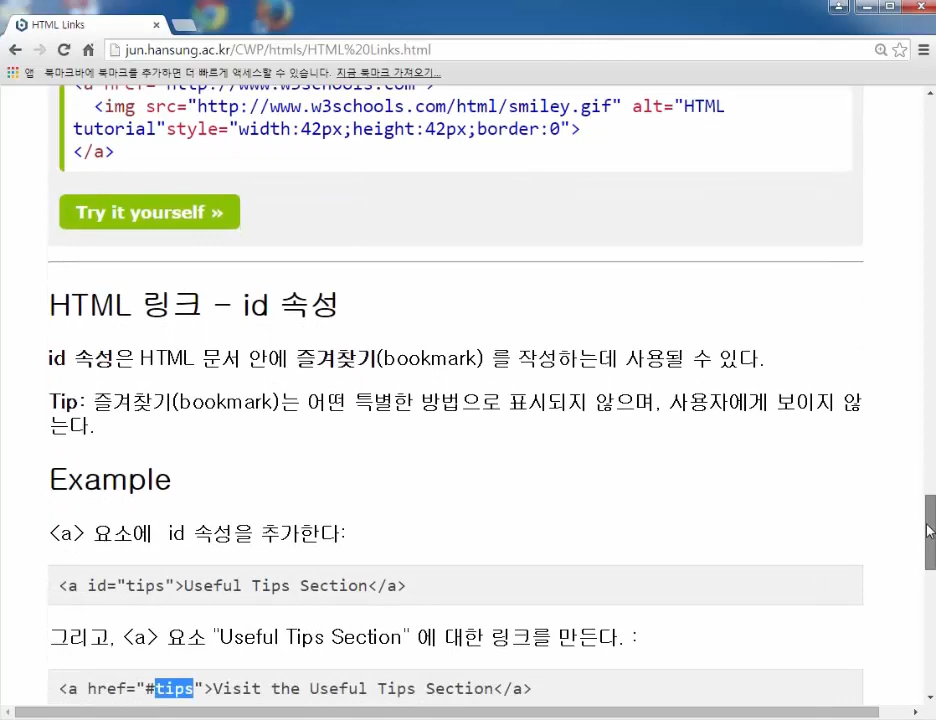 HTML Links
jun.hansung.ac.kr/CWP/htmls/HTML%20Links.html
앱 북마크바에 북마크를 추가하면 더 빠르게 액세스할 수 있습니다. 지금 북마크 가져오기...
<a href="http://www.w3schools.com">
<img src="http://www.w3schools.com/html/smiley.gif" alt="HTML
tutorial"style="width:42px;height:42px;border:0">
</a>
Try it yourself »
HTML 링크 - id 속성
id 속성은 HTML 문서 안에 즐겨찾기(bookmark) 를 작성하는데 사용될 수 있다.
Tip: 즐겨찾기(bookmark)는 어떤 특별한 방법으로 표시되지 않으며, 사용자에게 보이지 않
는다.
Example
<a> 요소에 id 속성을 추가한다:
<a id="tips">Useful Tips Section</a>
그리고, <a> 요소 "Useful Tips Section" 에 대한 링크를 만든다. :
<a href="#tips">Visit the Useful Tips Section</a>